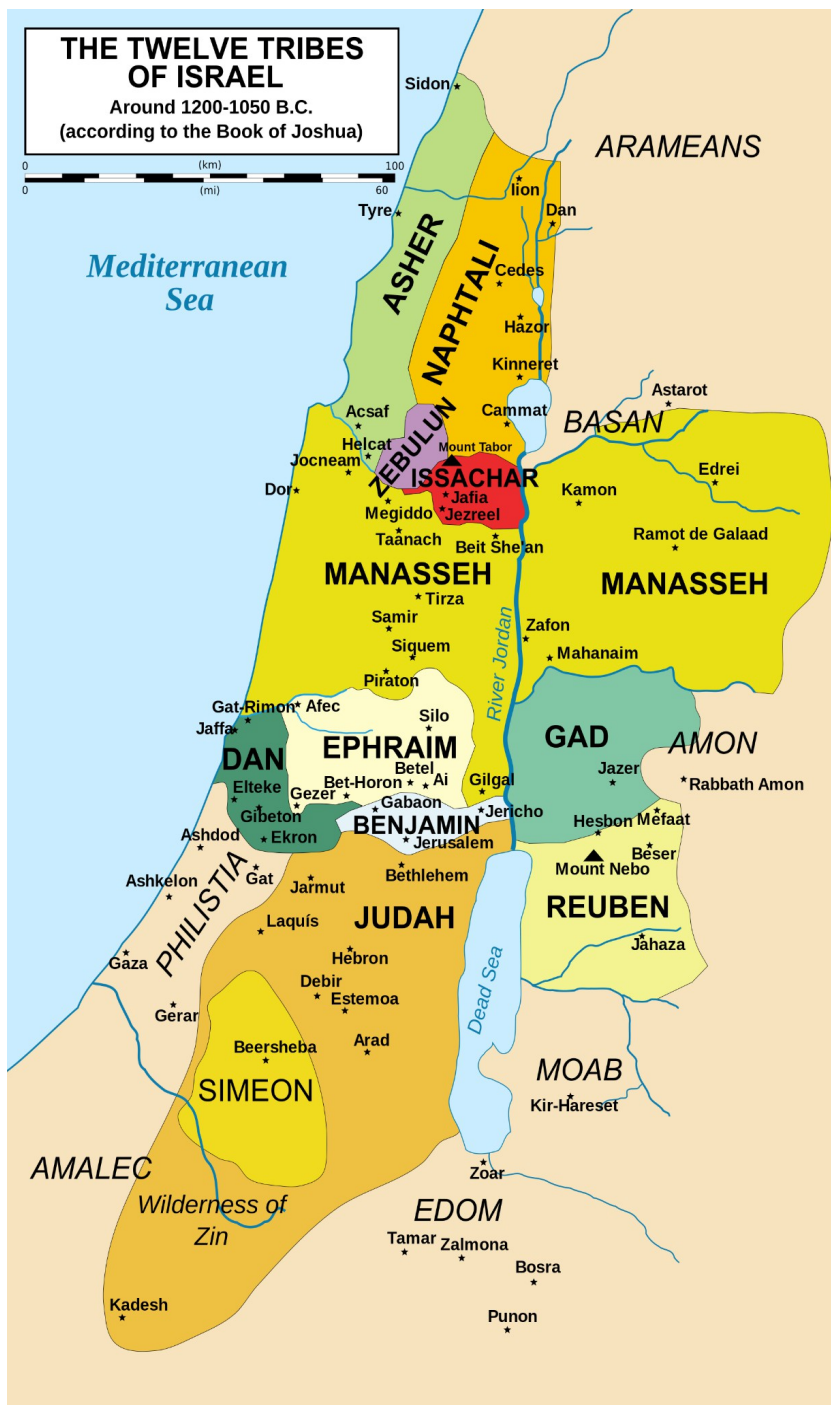 THE TWELVE TRIBES
OF ISRAEL
Around 1200-1050 B.C.
(according to the Book of Joshua)
0 (km) 100
0 (mi) 60
Sidon
ARAMEANS
Iion
Tyre
Dan
ASHER
Mediterranean
Sea
NAPHTALI
Cedes
Hazor
Kinneret
Astarot
Acsaf
Cammat
BASAN
ZEBULUN
Helcat
Mount Tabor
Jocneam
ISSACHAR
Edrei
Dor
Jafia
Kamon
Megiddo
Jezreel
Taanach
Beit She'an
Ramot de Galaad
MANASSEH
MANASSEH
Tirza
Samir
Zafon
Siquem
Mahanaim
River Jordan
Piraton
Gat-Rimon
Afec
Silo
Jaffa
EPHRAIM
GAD
AMON
DAN
Betel
Jazer
Elteke
Bet-Horon
Ai
Gilgal
Rabbath Amon
Gezer
Gabaon
Jericho
Gibeton
BENJAMIN
Hesbon
Mefaat
Ashdod
Ekron
Jerusalem
Beser
Gat
Bethlehem
Mount Nebo
Ashkelon
Jarmut
PHILISTIA
JUDAH
REUBEN
Laquís
Jahaza
Gaza
Hebron
Dead Sea
Debir
Estemoa
Gerar
Arad
Beersheba
MOAB
SIMEON
Kir-Hareset
AMALEC
Zoar
Wilderness of
Zin
EDOM
Tamar
Zalmona
Bosra
Kadesh
Punon